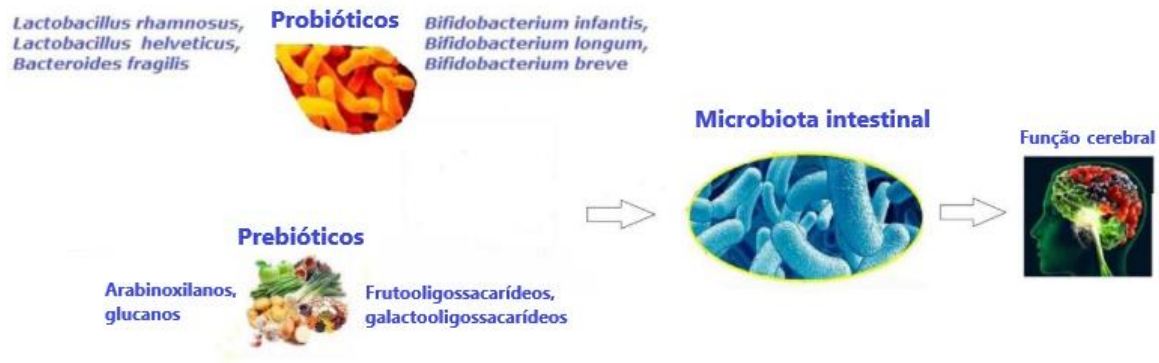 Probióticos
Lactobacillus rhamnosus,
Lactobacillus helveticus,
Bacteroides fragilis
Bifidobacterium infantis,
Bifidobacterium longum,
Bifidobacterium breve
Microbiota intestinal
Função cerebral
Prebióticos
Arabinoxilanos,
glucanos
Frutooligossacarídeos,
galactooligossacarídeos